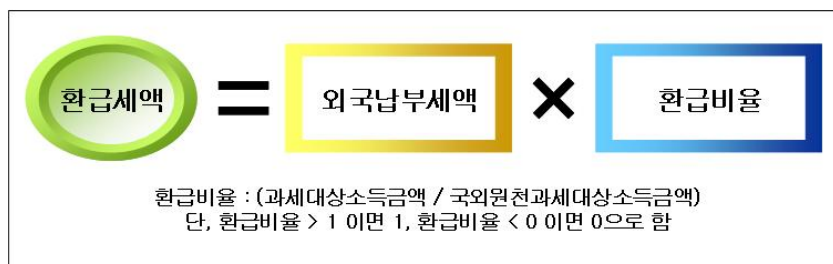 환급세액 = 외국납부세액 × 환급비율
환급비율 : (과세대상소득금액 / 국외원천과세대상소득금액)
단, 환급비율 > 1 이면 1, 환급비율 < 0 이면 0으로 함